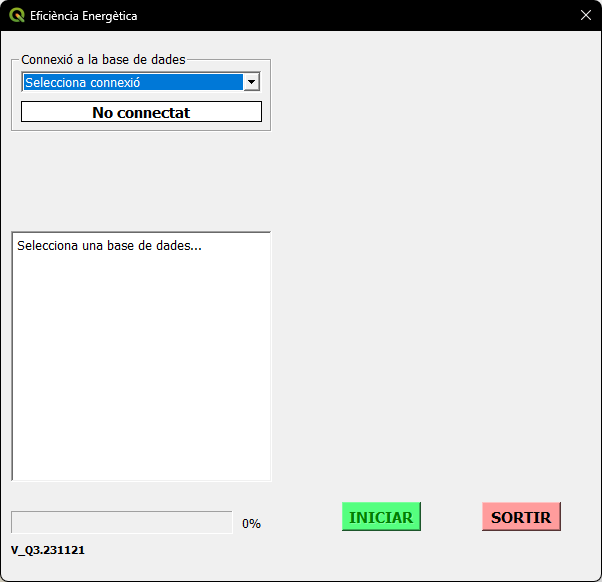 Eficiència Energètica
Connexió a la base de dades
Selecciona connexió
No connectat
Selecciona una base de dades...
0%
INICIAR
SORTIR
V_Q3.231121